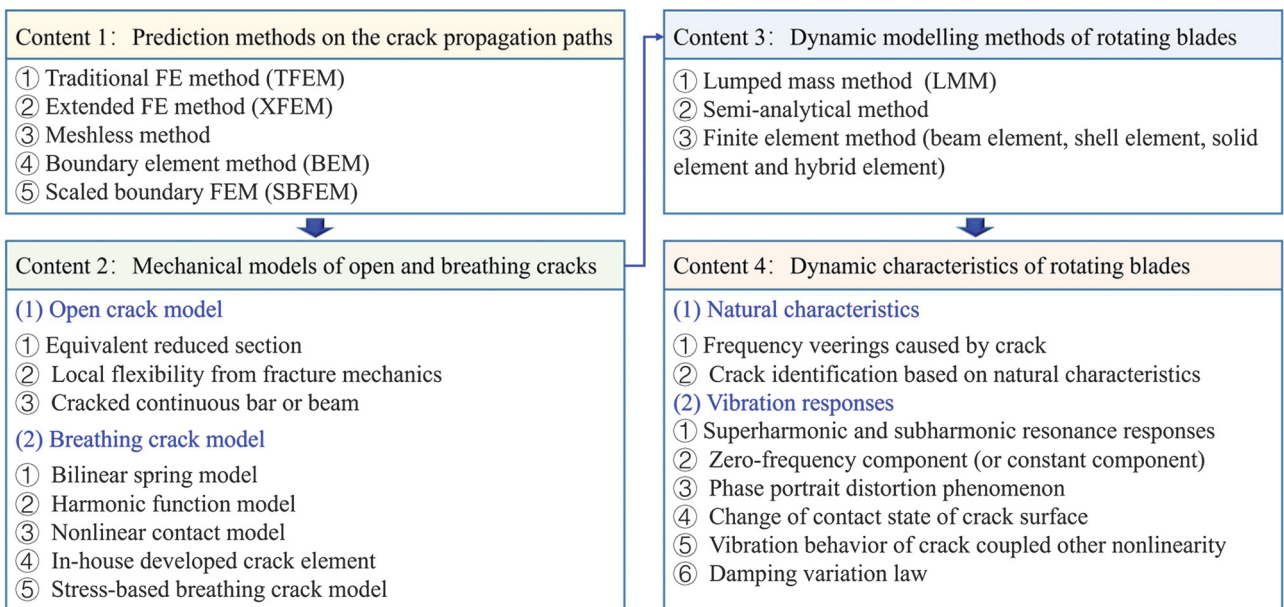 Content 1： Prediction methods on the crack propagation paths
① Traditional FE method (TFEM)
② Extended FE method (XFEM)
③ Meshless method
④ Boundary element method (BEM)
⑤ Scaled boundary FEM (SBFEM)
Content 2： Mechanical models of open and breathing cracks
(1) Open crack model
① Equivalent reduced section
② Local flexibility from fracture mechanics
③ Cracked continuous bar or beam
(2) Breathing crack model
① Bilinear spring model
② Harmonic function model
③ Nonlinear contact model
④ In-house developed crack element
⑤ Stress-based breathing crack model
Content 3： Dynamic modelling methods of rotating blades
① Lumped mass method (LMM)
② Semi-analytical method
③ Finite element method (beam element, shell element, solid
element and hybrid element)
Content 4： Dynamic characteristics of rotating blades
(1) Natural characteristics
① Frequency veerings caused by crack
② Crack identification based on natural characteristics
(2) Vibration responses
① Superharmonic and subharmonic resonance responses
② Zero-frequency component (or constant component)
③ Phase portrait distortion phenomenon
④ Change of contact state of crack surface
⑤ Vibration behavior of crack coupled other nonlinearity
⑥ Damping variation law